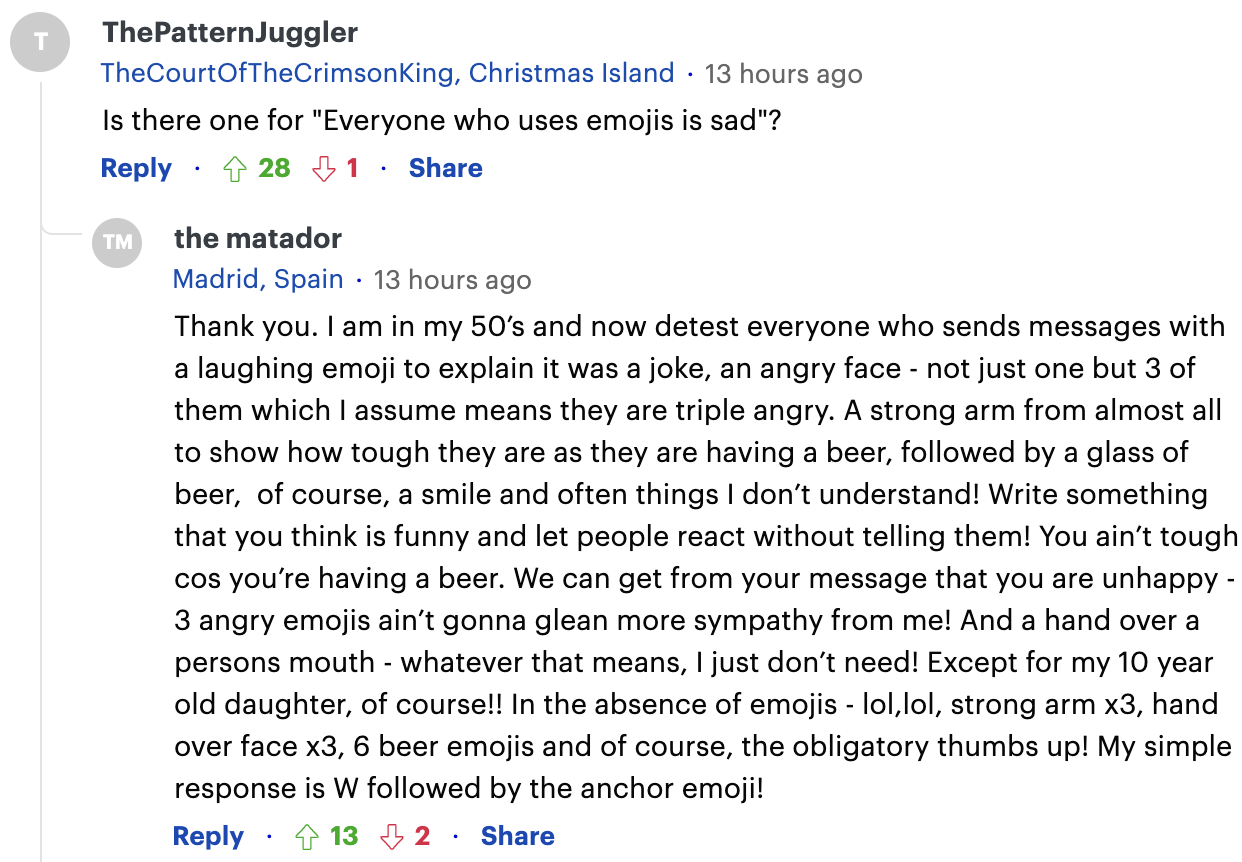 T
ThePatternJuggler
TheCourtOfTheCrimsonKing, Christmas Island · 13 hours ago
Is there one for "Everyone who uses emojis is sad"?
Reply · 28 1 · Share
TM
the matador
Madrid, Spain · 13 hours ago
Thank you. I am in my 50’s and now detest everyone who sends messages with
a laughing emoji to explain it was a joke, an angry face - not just one but 3 of
them which I assume means they are triple angry. A strong arm from almost all
to show how tough they are as they are having a beer, followed by a glass of
beer,  of course, a smile and often things I don’t understand! Write something
that you think is funny and let people react without telling them! You ain’t tough
cos you’re having a beer. We can get from your message that you are unhappy -
3 angry emojis ain’t gonna glean more sympathy from me! And a hand over a
persons mouth - whatever that means, I just don’t need! Except for my 10 year
old daughter, of course!! In the absence of emojis - lol,lol, strong arm x3, hand
over face x3, 6 beer emojis and of course, the obligatory thumbs up! My simple
response is W followed by the anchor emoji!
Reply · 13 2 · Share